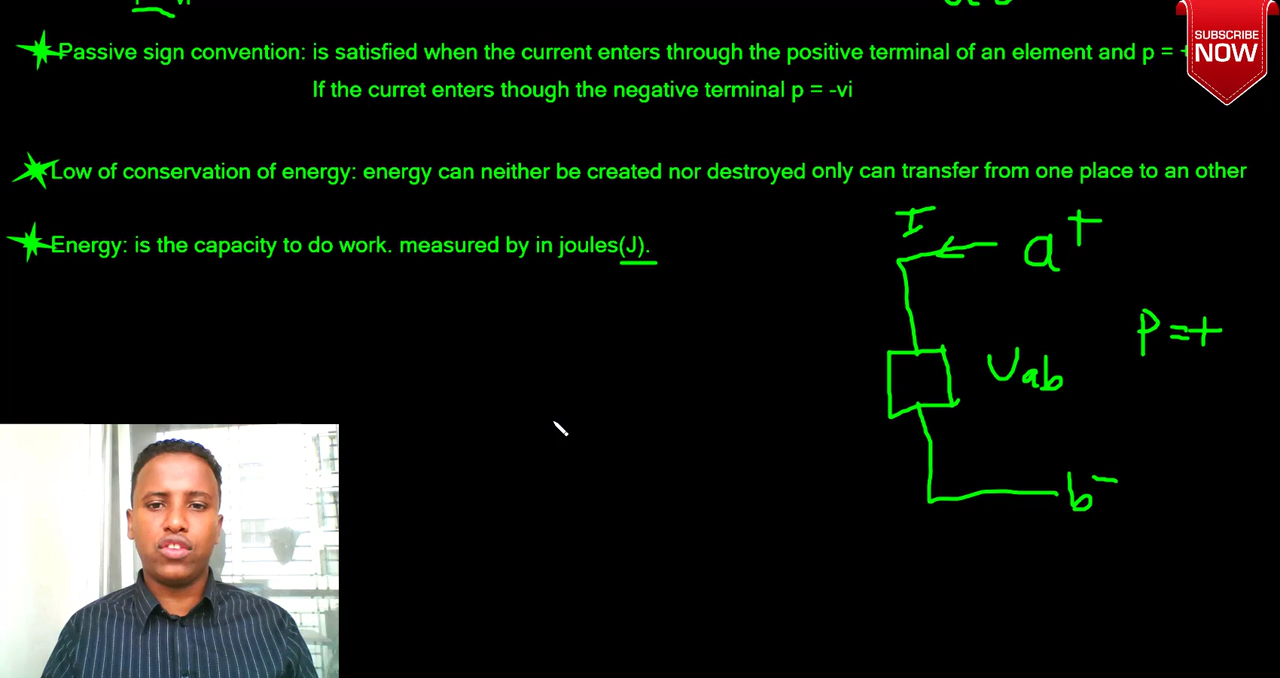 SUBSCRIBE
NOW
Passive sign convention: is satisfied when the current enters through the positive terminal of an element and p =
If the curret enters though the negative terminal p = -vi
Low of conservation of energy: energy can neither be created nor destroyed only can transfer from one place to an other
Energy: is the capacity to do work. measured by in joules(J).
I
a+
P=+
Vab
b-